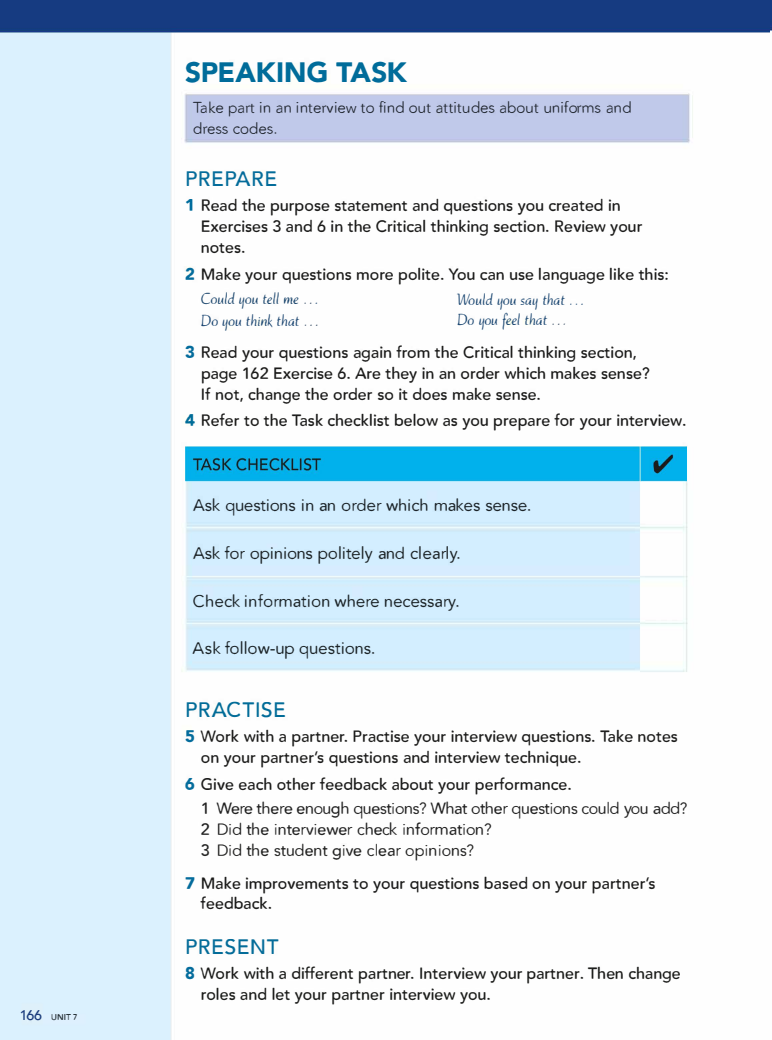 SPEAKING TASK
Take part in an interview to find out attitudes about uniforms and
dress codes.
PREPARE
1 Read the purpose statement and questions you created in
Exercises 3 and 6 in the Critical thinking section. Review your
notes.
2 Make your questions more polite. You can use language like this:
Could you tell me ... Would you say that ...
Do you think that ... Do you feel that ...
3 Read your questions again from the Critical thinking section,
page 162 Exercise 6. Are they in an order which makes sense?
If not, change the order so it does make sense.
4 Refer to the Task checklist below as you prepare for your interview.
TASK CHECKLIST ✔
Ask questions in an order which makes sense.
Ask for opinions politely and clearly.
Check information where necessary.
Ask follow-up questions.
PRACTISE
5 Work with a partner. Practise your interview questions. Take notes
on your partner's questions and interview technique.
6 Give each other feedback about your performance.
1 Were there enough questions? What other questions could you add?
2 Did the interviewer check information?
3 Did the student give clear opinions?
7 Make improvements to your questions based on your partner's
feedback.
PRESENT
8 Work with a different partner. Interview your partner. Then change
roles and let your partner interview you.
166 UNIT 7